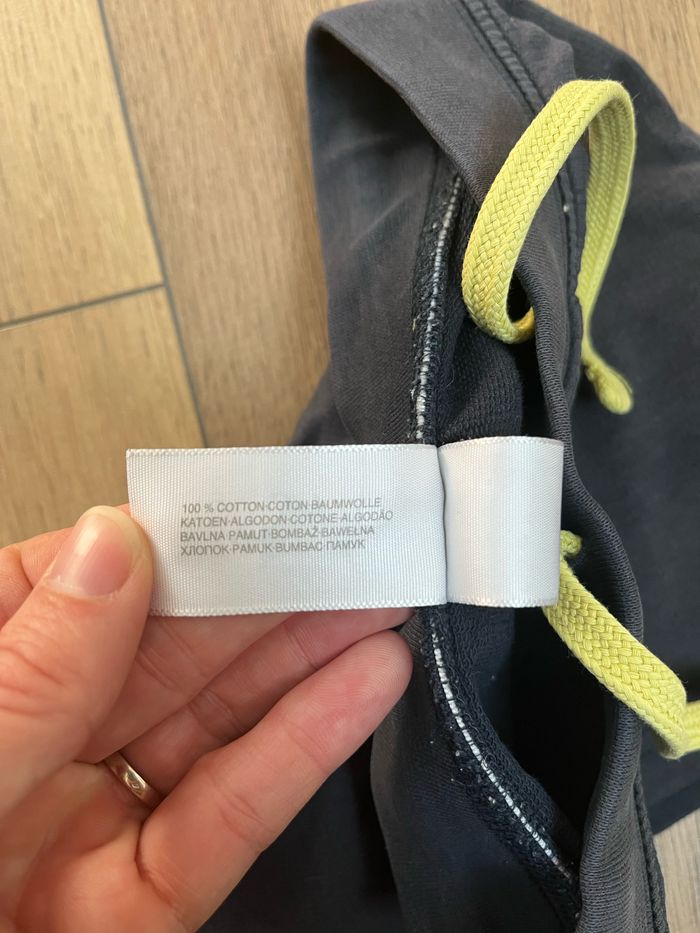 100 % COTTON·COTON·BAUMWOLLE
KATOEN·ALGODON·COTONE·ALGODÃO
BAVLNA PAMUT·BOMBAŽ·BAWEŁNA
ХЛОПОК·PAMUK·BUMBAC·ПАМУК